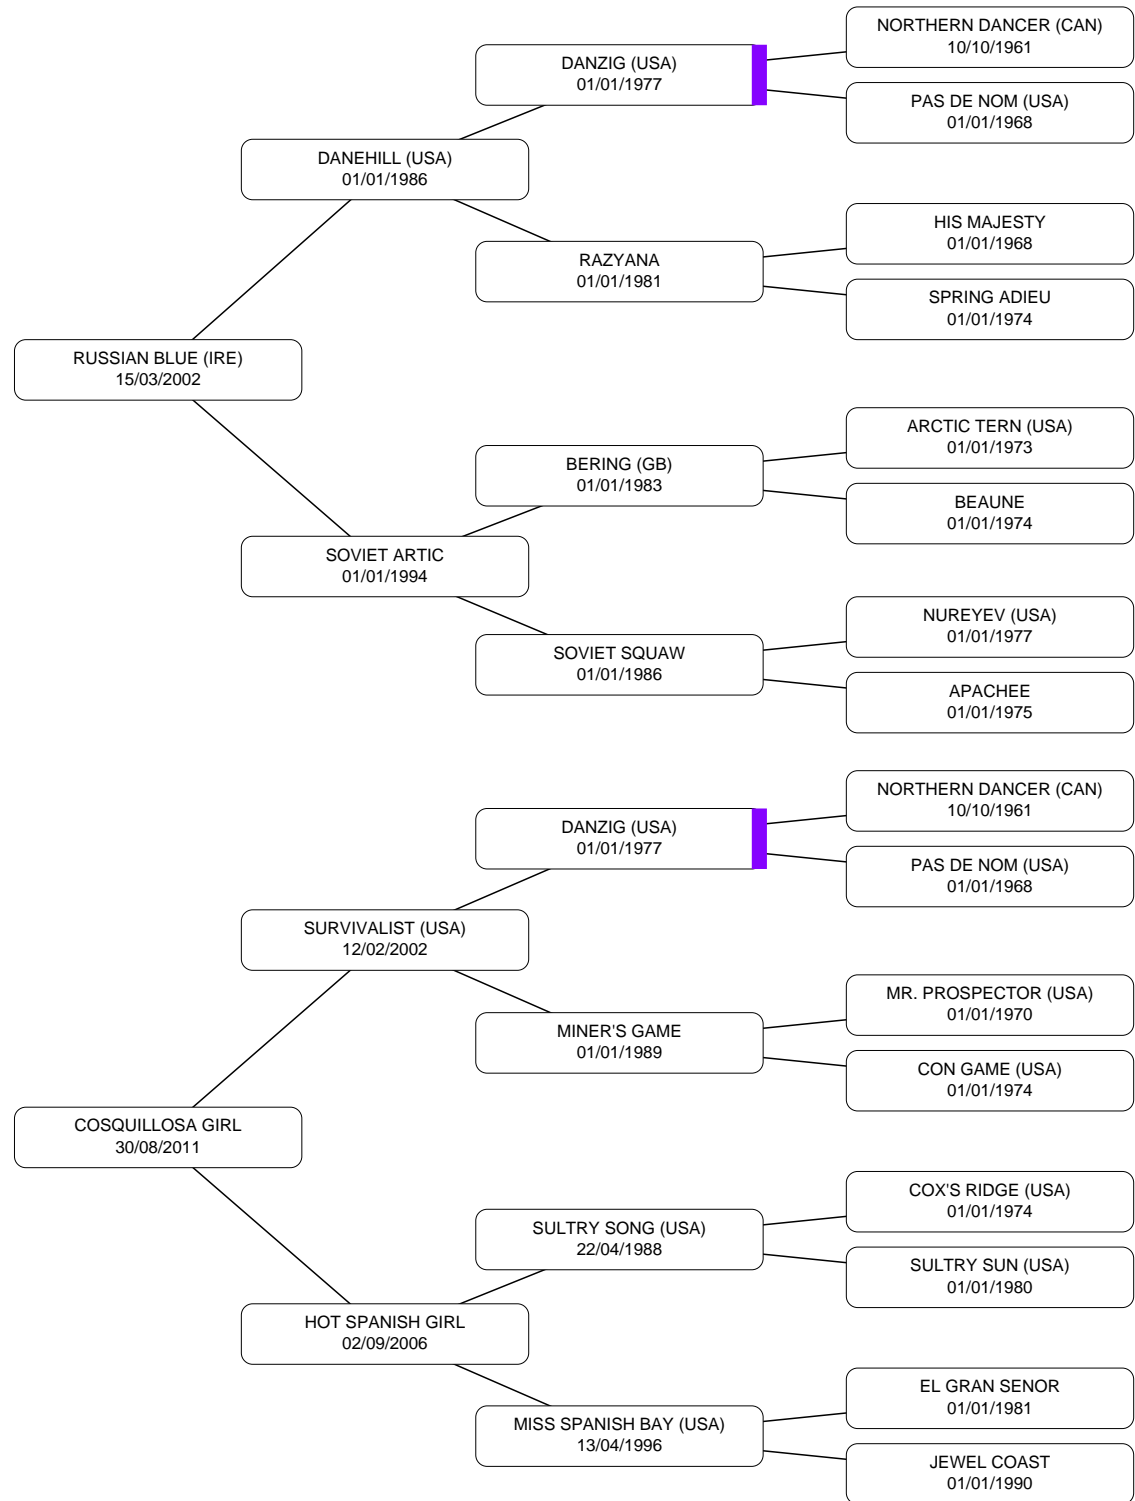 NORTHERN DANCER (CAN)
10/10/1961
DANZIG (USA)
01/01/1977
PAS DE NOM (USA)
01/01/1968
DANEHILL (USA)
01/01/1986
HIS MAJESTY
01/01/1968
RAZYANA
01/01/1981
SPRING ADIEU
01/01/1974
RUSSIAN BLUE (IRE)
15/03/2002
ARCTIC TERN (USA)
01/01/1973
BERING (GB)
01/01/1983
BEAUNE
01/01/1974
SOVIET ARTIC
01/01/1994
NUREYEV (USA)
01/01/1977
SOVIET SQUAW
01/01/1986
APACHEE
01/01/1975
NORTHERN DANCER (CAN)
10/10/1961
DANZIG (USA)
01/01/1977
PAS DE NOM (USA)
01/01/1968
SURVIVALIST (USA)
12/02/2002
MR. PROSPECTOR (USA)
01/01/1970
MINER'S GAME
01/01/1989
CON GAME (USA)
01/01/1974
COSQUILLOSA GIRL
30/08/2011
COX'S RIDGE (USA)
01/01/1974
SULTRY SONG (USA)
22/04/1988
SULTRY SUN (USA)
01/01/1980
HOT SPANISH GIRL
02/09/2006
EL GRAN SENOR
01/01/1981
MISS SPANISH BAY (USA)
13/04/1996
JEWEL COAST
01/01/1990